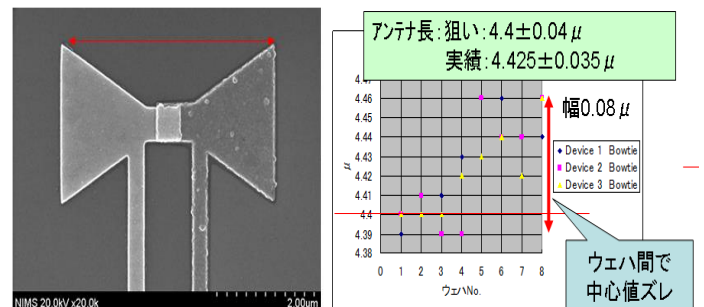 アンテナ長:狙い:4.4±0.04μ
実績:4.425±0.035μ
4.47
4.46
4.45
4.44
4.43
4.42
4.41
4.4
4.39
4.38
μ
0 1 2 3 4 5 6 7 8
ウェハNo.
幅0.08μ
Device 1 Bowtie
Device 2 Bowtie
Device 3 Bowtie
ウェハ間で
中心値ズレ
NIMS 20.0kV x20.0k
2.00um